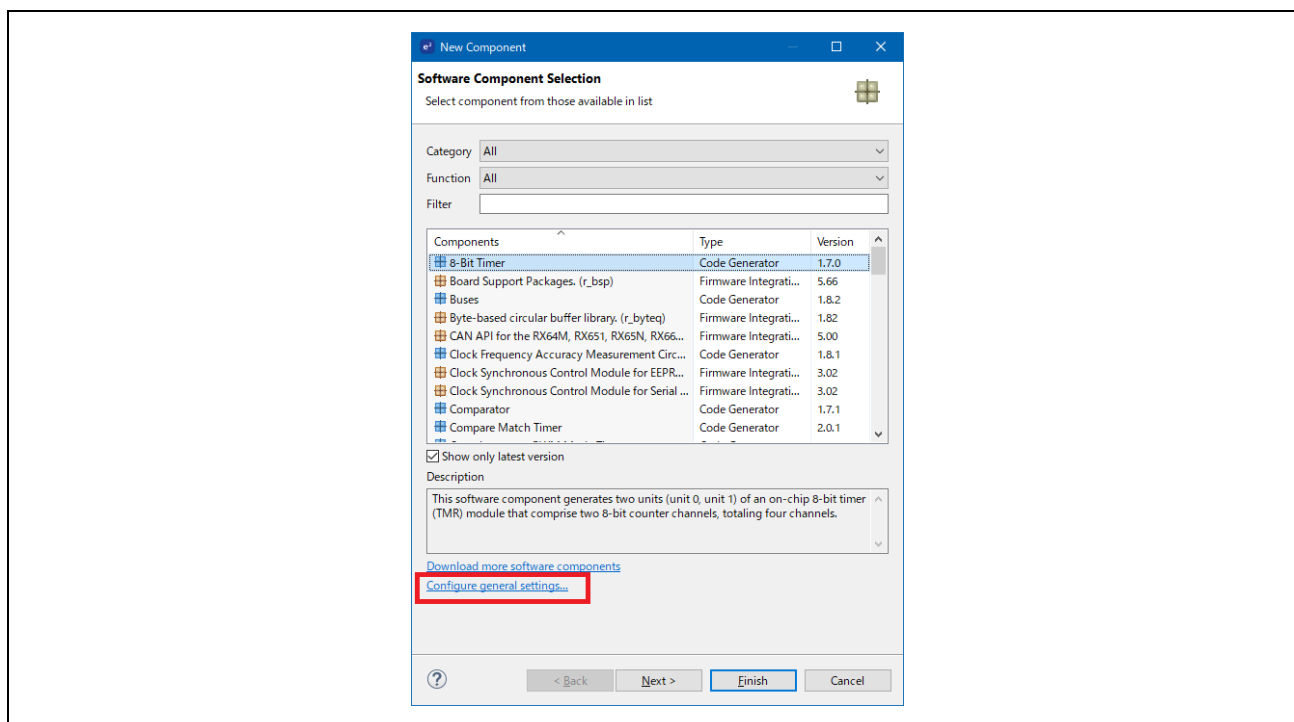 e² New Component
Software Component Selection
Select component from those available in list
Category All
Function All
Filter
Components Type Version
8-Bit Timer Code Generator 1.7.0
Board Support Packages. (r_bsp) Firmware Integrati... 5.66
Buses Code Generator 1.8.2
Byte-based circular buffer library. (r_byteq) Firmware Integrati... 1.82
CAN API for the RX64M, RX651, RX65N, RX66... Firmware Integrati... 5.00
Clock Frequency Accuracy Measurement Circ... Code Generator 1.8.1
Clock Synchronous Control Module for EEPR... Firmware Integrati... 3.02
Clock Synchronous Control Module for Serial ... Firmware Integrati... 3.02
Comparator Code Generator 1.7.1
Compare Match Timer Code Generator 2.0.1
Show only latest version
Description
This software component generates two units (unit 0, unit 1) of an on-chip 8-bit timer
(TMR) module that comprise two 8-bit counter channels, totaling four channels.
Download more software components
Configure general settings...
? < Back Next > Finish Cancel